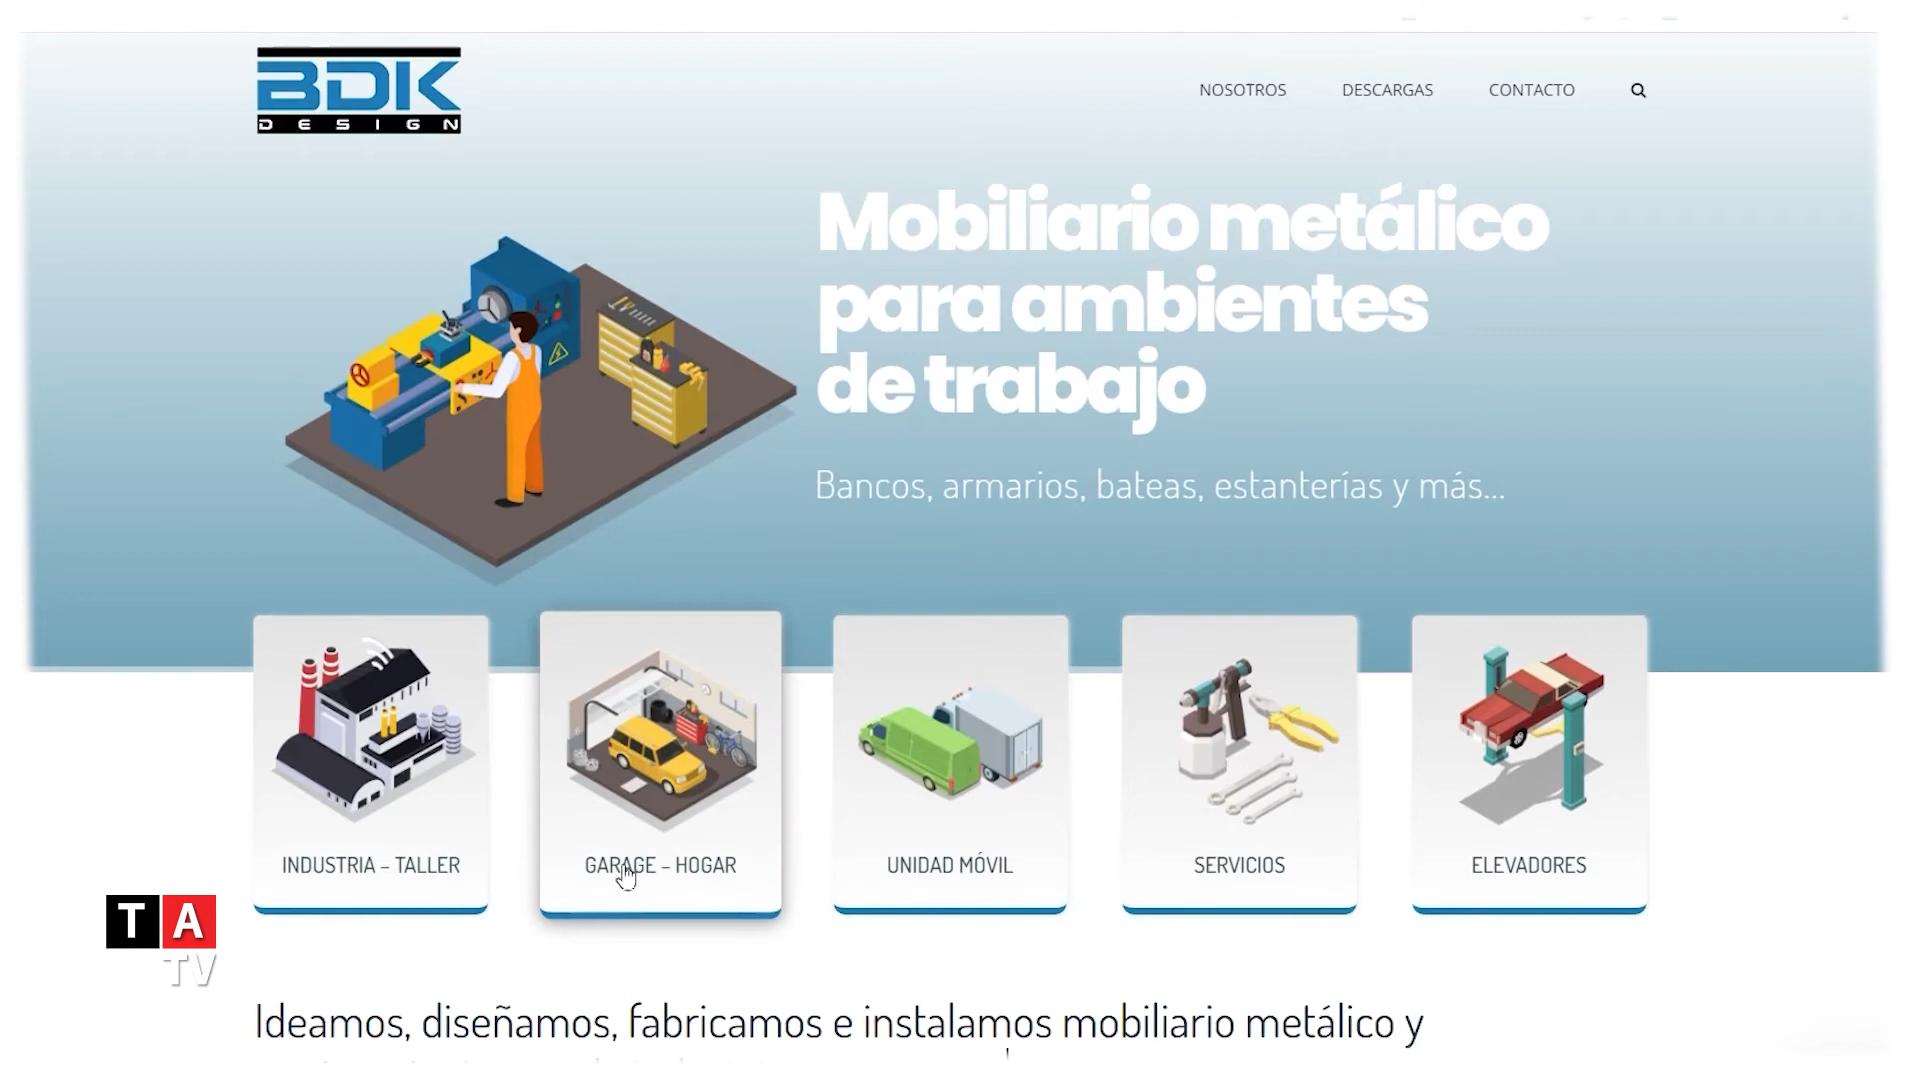 BDK
DESIGN
NOSOTROS
DESCARGAS
CONTACTO
Mobiliario metálico
para ambientes
de trabajo
Bancos, armarios, bateas, estanterías y más...
INDUSTRIA – TALLER
GARAGE – HOGAR
UNIDAD MÓVIL
SERVICIOS
ELEVADORES
TA
TV
Ideamos, diseñamos, fabricamos e instalamos mobiliario metálico y